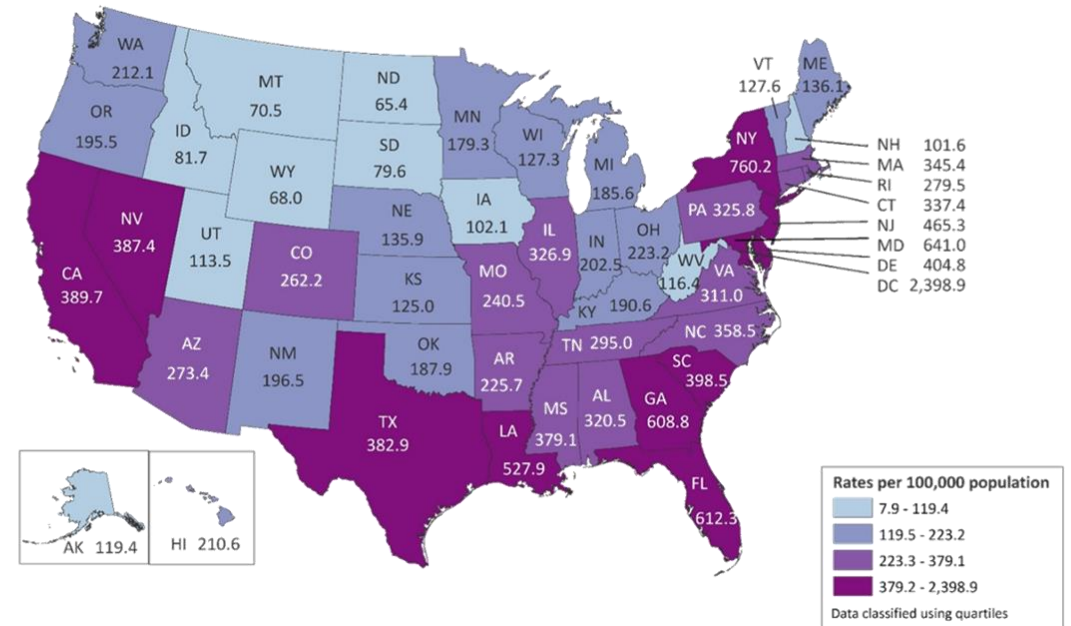 WA
212.1
OR
195.5
CA
389.7
NV
387.4
ID
81.7
MT
70.5
WY
68.0
UT
113.5
AZ
273.4
CO
262.2
NM
196.5
ND
65.4
SD
79.6
NE
135.9
KS
125.0
OK
187.9
TX
382.9
MN
179.3
IA
102.1
MO
240.5
AR
225.7
LA
527.9
WI
127.3
IL
326.9
MI
185.6
IN
202.5
OH
223.2
KY 190.6
TN 295.0
MS
379.1
AL
320.5
GA
608.8
FL
612.3
SC
398.5
NC 358.5
VA
311.0
WV
116.4
PA 325.8
NY
760.2
VT
127.6
ME
136.1
NH 101.6
MA 345.4
RI 279.5
CT 337.4
NJ 465.3
MD 641.0
DE 404.8
DC 2,398.9
AK 119.4
HI 210.6
Rates per 100,000 population
7.9 - 119.4
119.5 - 223.2
223.3 - 379.1
379.2 - 2,398.9
Data classified using quartiles